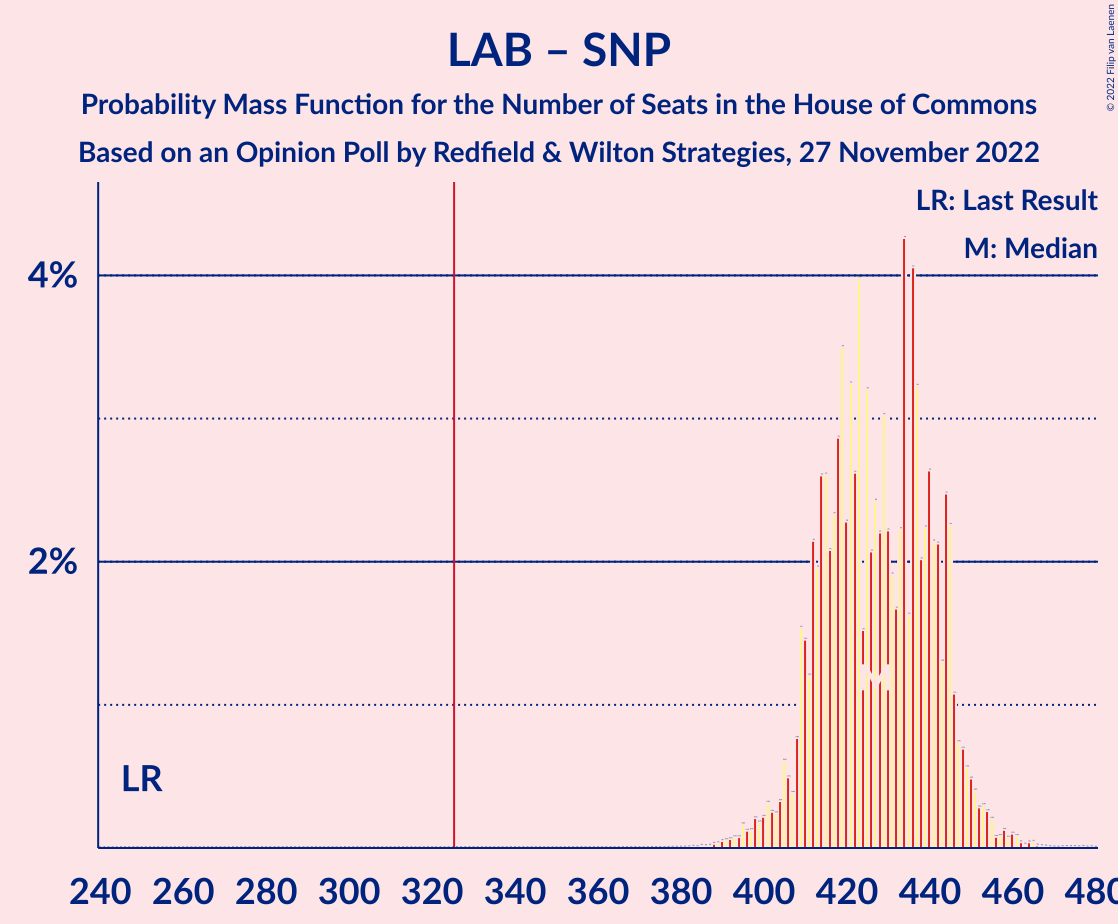 LAB – SNP
Probability Mass Function for the Number of Seats in the House of Commons
Based on an Opinion Poll by Redfield & Wilton Strategies, 27 November 2022
© 2022 Filip van Laenen
LR: Last Result
M: Median
4%
2%
M
LR
240 260 280 300 320 340 360 380 400 420 440 460 480